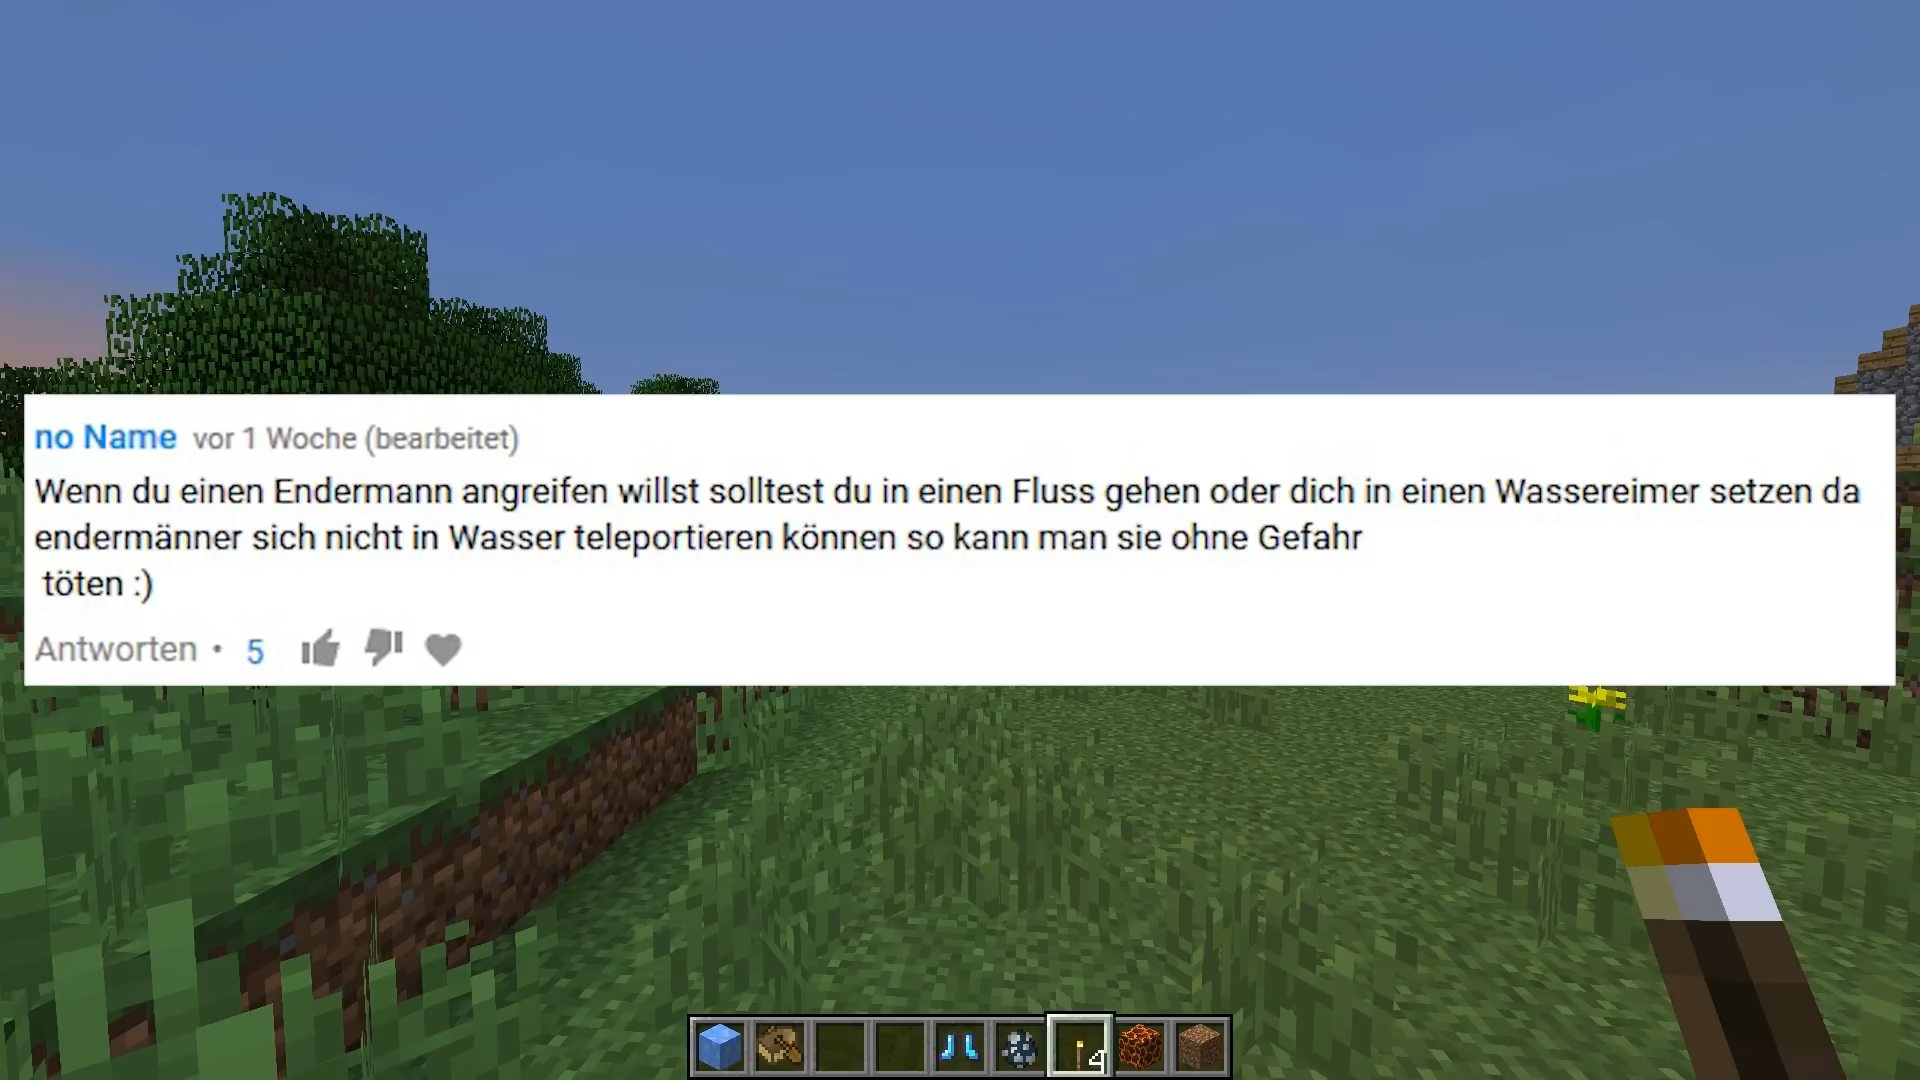 no Name vor 1 Woche (bearbeitet)
Wenn du einen Endermann angreifen willst solltest du in einen Fluss gehen oder dich in einen Wassereimer setzen da
endermänner sich nicht in Wasser teleportieren können so kann man sie ohne Gefahr
töten :)
Antworten • 5
4